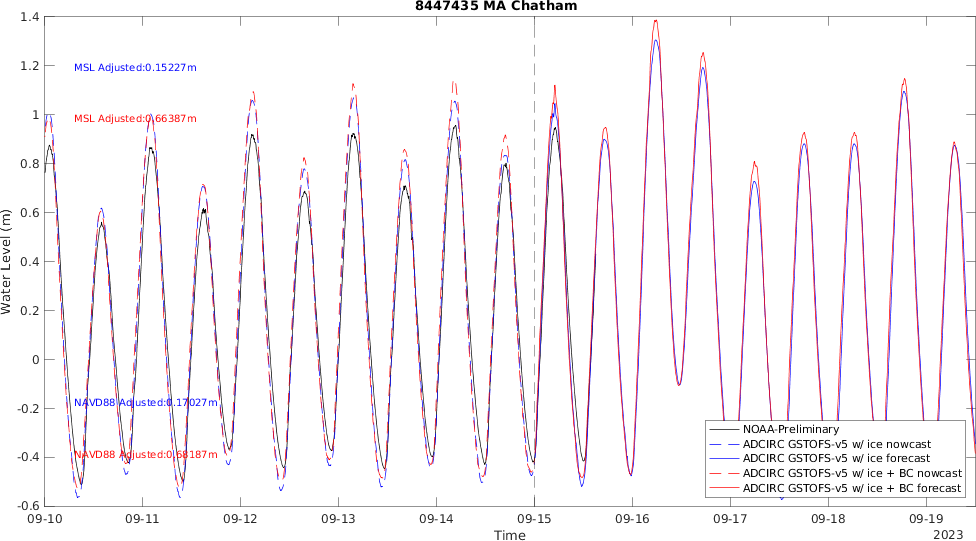 8447435 MA Chatham
1.4
1.2
1
0.8
0.6
0.4
0.2
0
-0.2
-0.4
-0.6
Water Level (m)
MSL Adjusted:0.15227m
MSL Adjusted:0.66387m
NAVD88 Adjusted:0.17027m
NAVD88 Adjusted:0.68187m
NOAA-Preliminary
ADCIRC GSTOFS-v5 w/ ice nowcast
ADCIRC GSTOFS-v5 w/ ice forecast
ADCIRC GSTOFS-v5 w/ ice + BC nowcast
ADCIRC GSTOFS-v5 w/ ice + BC forecast
09-10 09-11 09-12 09-13 09-14 09-15 09-16 09-17 09-18 09-19
Time
2023